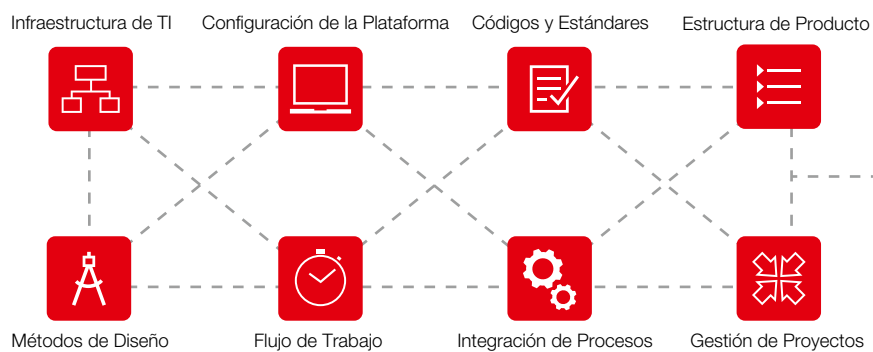 Infraestructura de TI
Configuración de la Plataforma
Códigos y Estándares
Estructura de Producto
Métodos de Diseño
Flujo de Trabajo
Integración de Procesos
Gestión de Proyectos